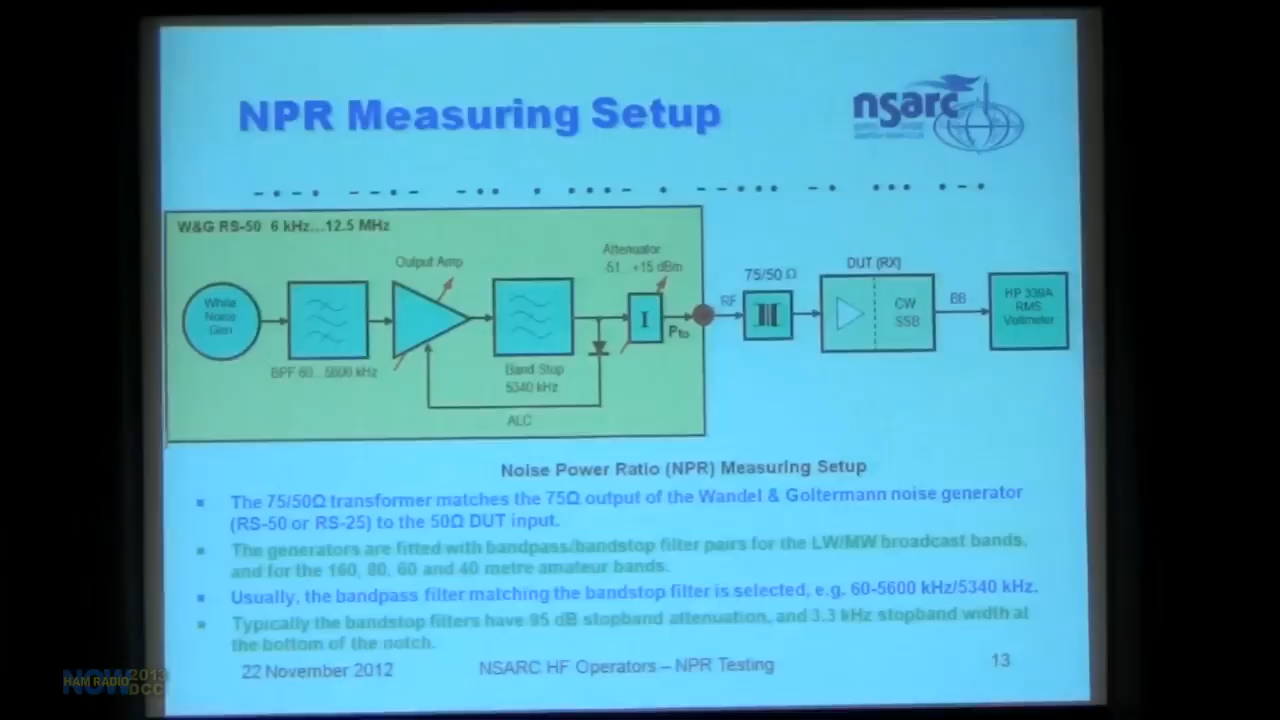 NPR Measuring Setup
nsarc
W&G RS-50 6 kHz...12.5 MHz
Attenuator
-51...+15 dBm
Output Amp
White
Noise
Gen
BPF 60...5600 kHz
Band Stop
5340 kHz
ALC
I
Pto
RF
75/50 Ω
DUT (RX)
CW
SSB
BB
HP 339A
RMS
Voltmeter
Noise Power Ratio (NPR) Measuring Setup
▪ The 75/50Ω transformer matches the 75Ω output of the Wandel & Goltermann noise generator
(RS-50 or RS-25) to the 50Ω DUT input.
▪ The generators are fitted with bandpass/bandstop filter pairs for the LW/MW broadcast bands,
and for the 160, 80, 60 and 40 metre amateur bands.
▪ Usually, the bandpass filter matching the bandstop filter is selected, e.g. 60-5600 kHz/5340 kHz.
▪ Typically the bandstop filters have 95 dB stopband attenuation, and 3.3 kHz stopband width at
the bottom of the notch.
22 November 2012
NSARC HF Operators – NPR Testing
13
HAM RADIO
NOW
2013
DCC